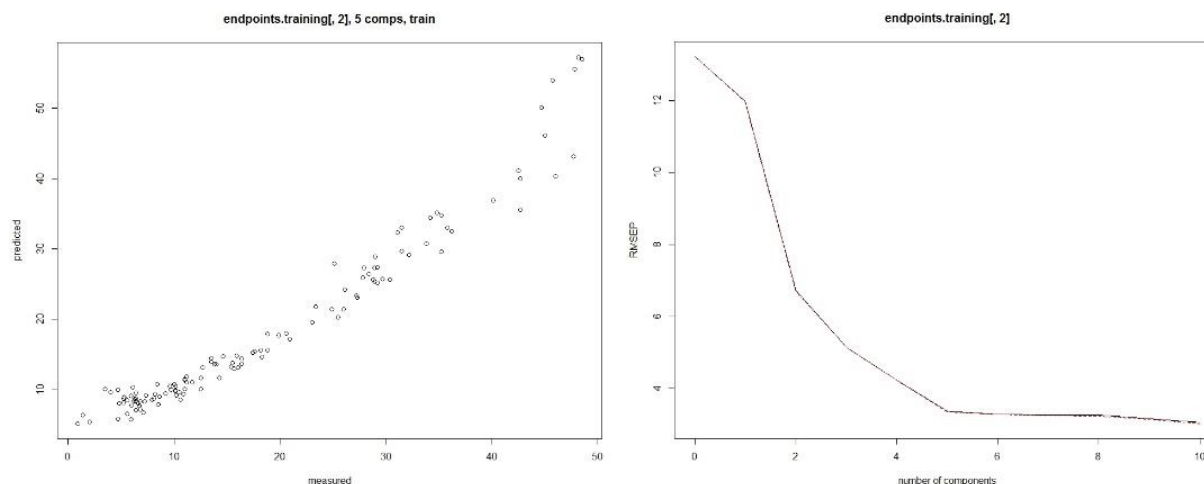 endpoints.training[, 2], 5 comps, train
predicted
50
40
30
20
10
0 10 20 30 40 50
measured
endpoints.training[, 2]
RMSEP
12
10
8
6
4
0 2 4 6 8 10
number of components